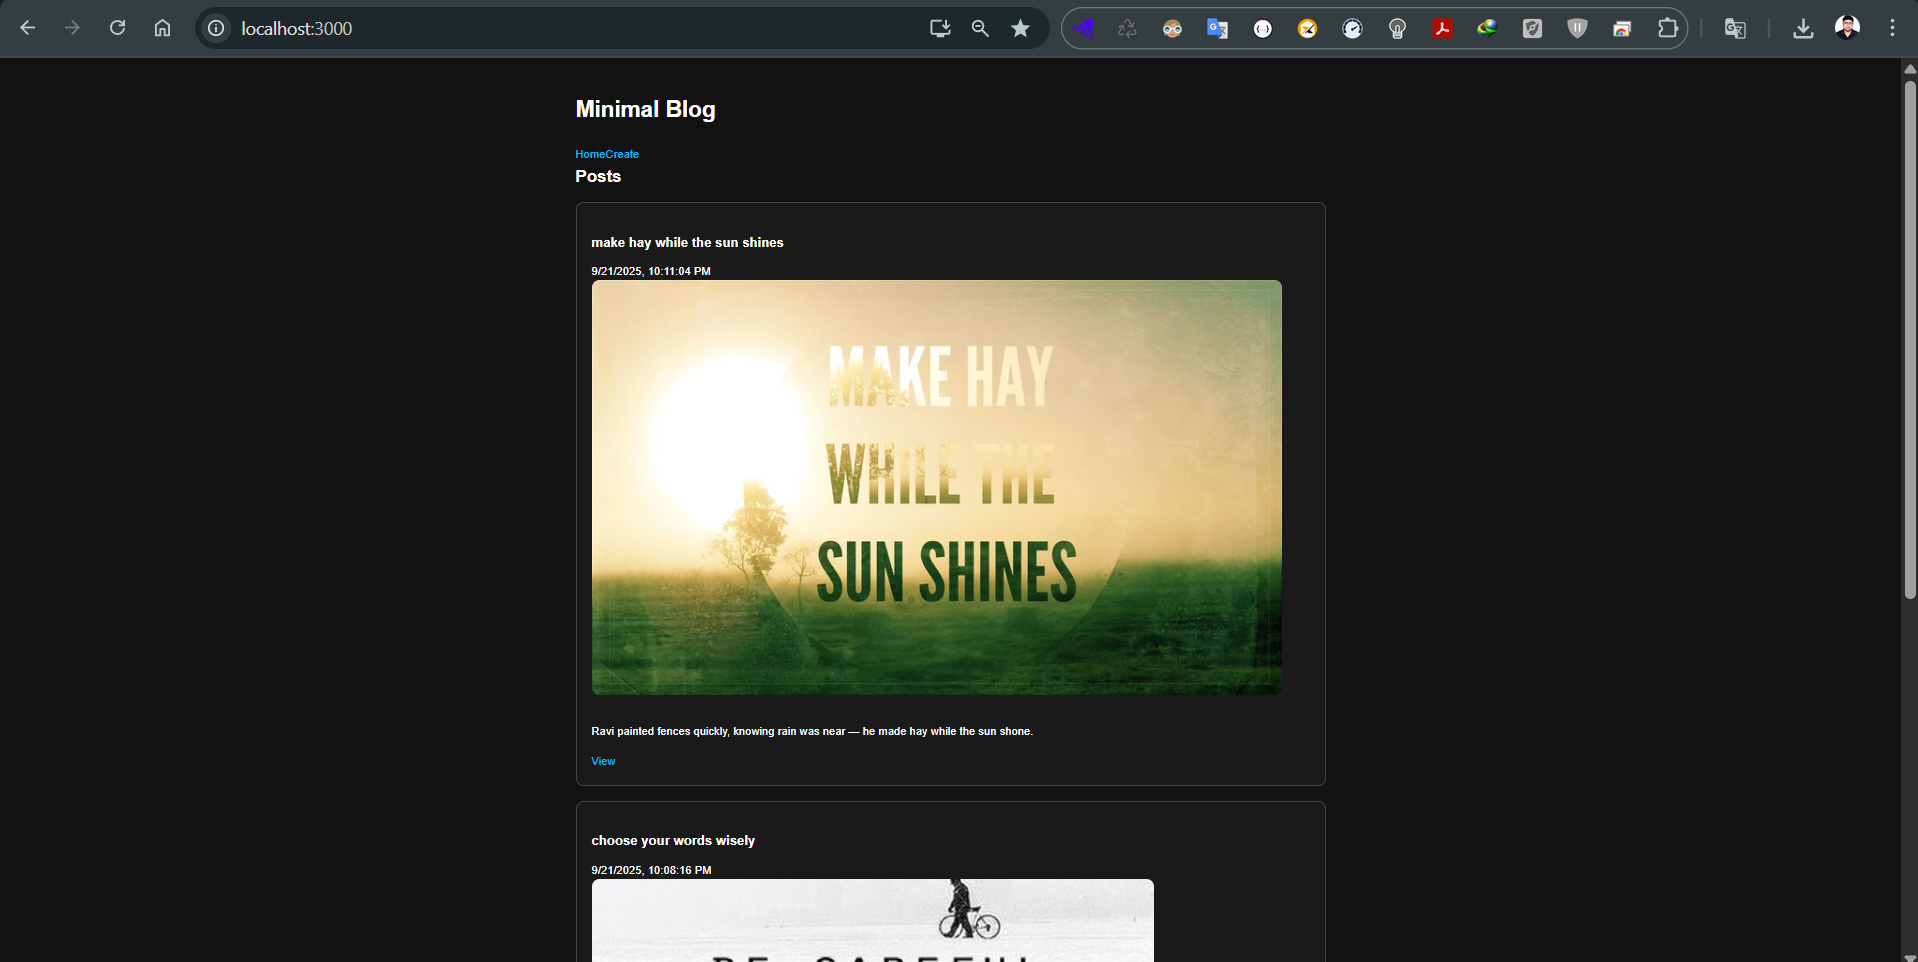 localhost:3000
Minimal Blog
HomeCreate
Posts
make hay while the sun shines
9/21/2025, 10:11:04 PM
MAKE HAY
WHILE THE
SUN SHINES
Ravi painted fences quickly, knowing rain was near — he made hay while the sun shone.
View
choose your words wisely
9/21/2025, 10:08:16 PM